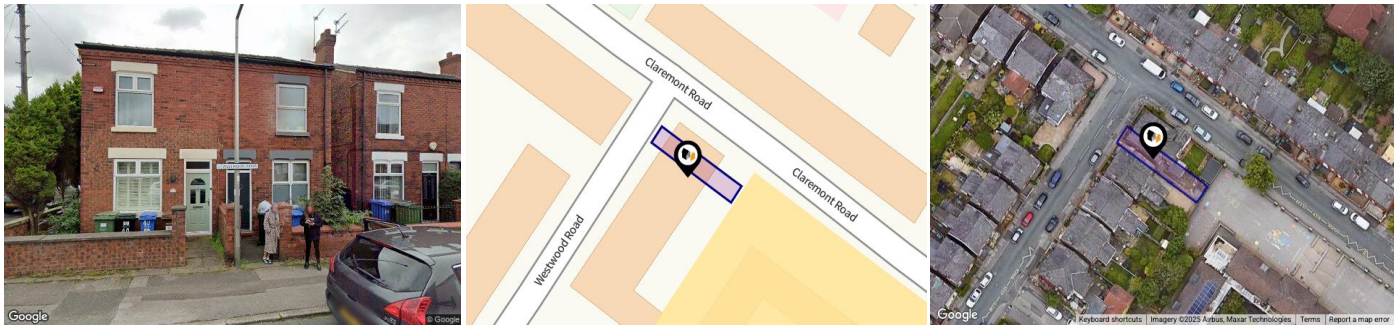 Google
© Google
Claremont Road
Claremont Road
Westwood Road
Google
Keyboard shortcuts
Imagery ©2025 Airbus, Maxar Technologies
Terms
Report a map error